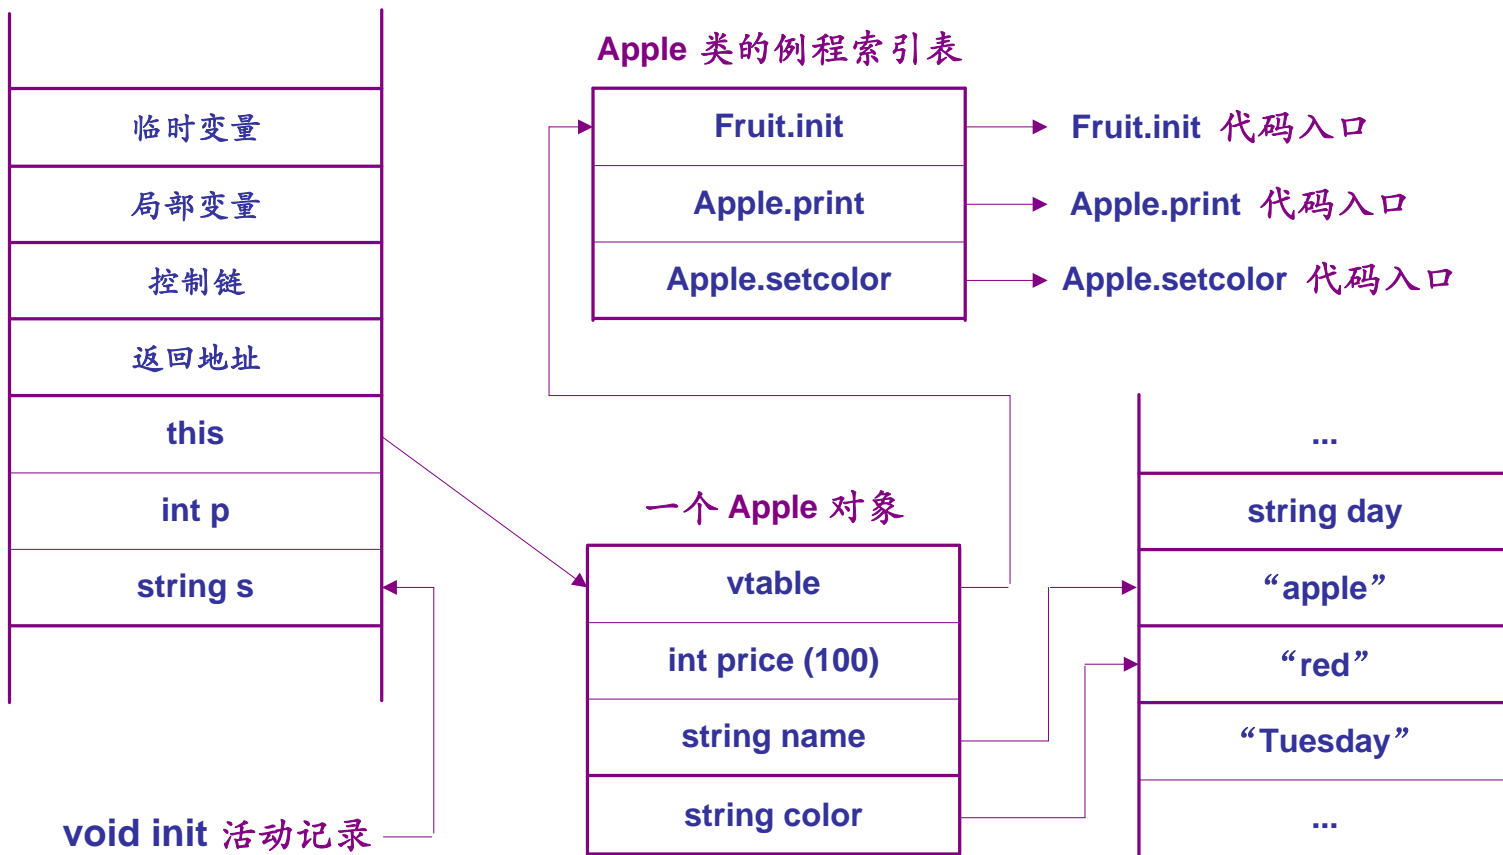 临时变量
局部变量
控制链
返回地址
this
int p
string s
void init 活动记录
Apple 类的例程索引表
Fruit.init
Apple.print
Apple.setcolor
Fruit.init 代码入口
Apple.print 代码入口
Apple.setcolor 代码入口
一个 Apple 对象
vtable
int price (100)
string name
string color
...
string day
“apple”
“red”
“Tuesday”
...